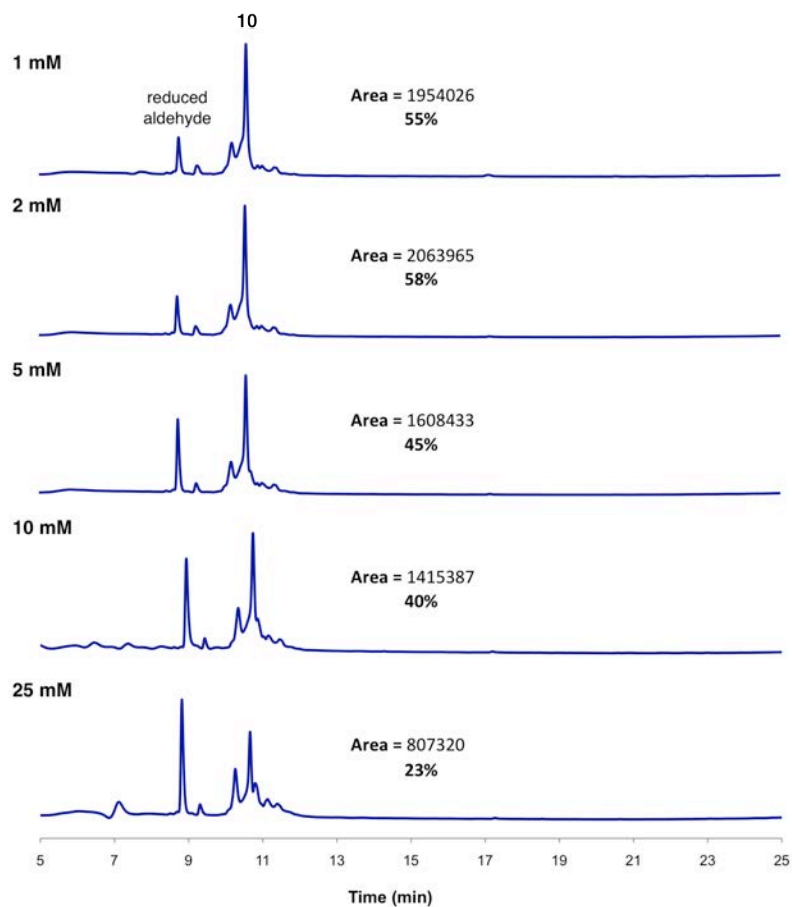 10
1 mM
reduced
aldehyde
Area = 1954026
55%
2 mM
Area = 2063965
58%
5 mM
Area = 1608433
45%
10 mM
Area = 1415387
40%
25 mM
Area = 807320
23%
5 7 9 11 13 15 17 19 21 23 25
Time (min)